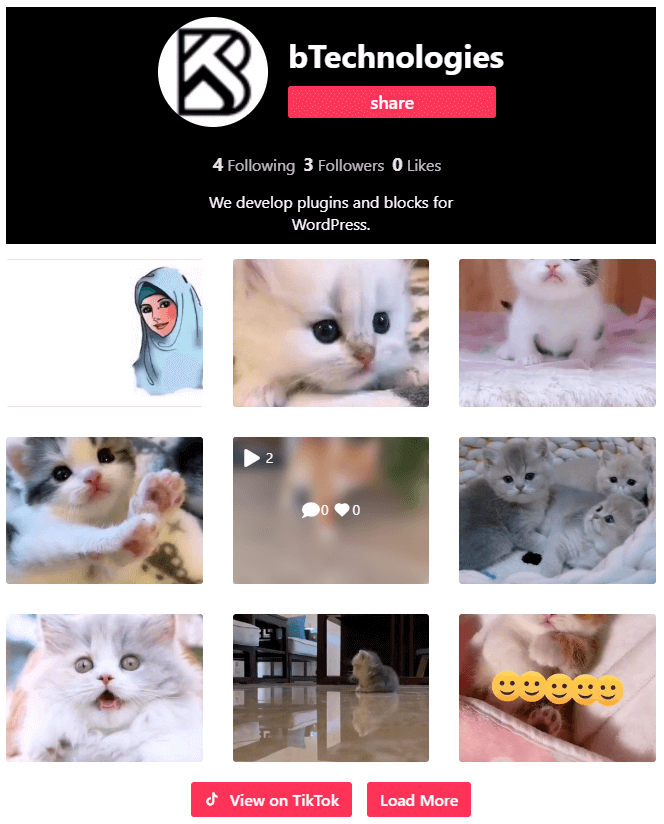 bTechnologies
share
4 Following 3 Followers 0 Likes
We develop plugins and blocks for
WordPress.
2
0 0
View on TikTok
Load More